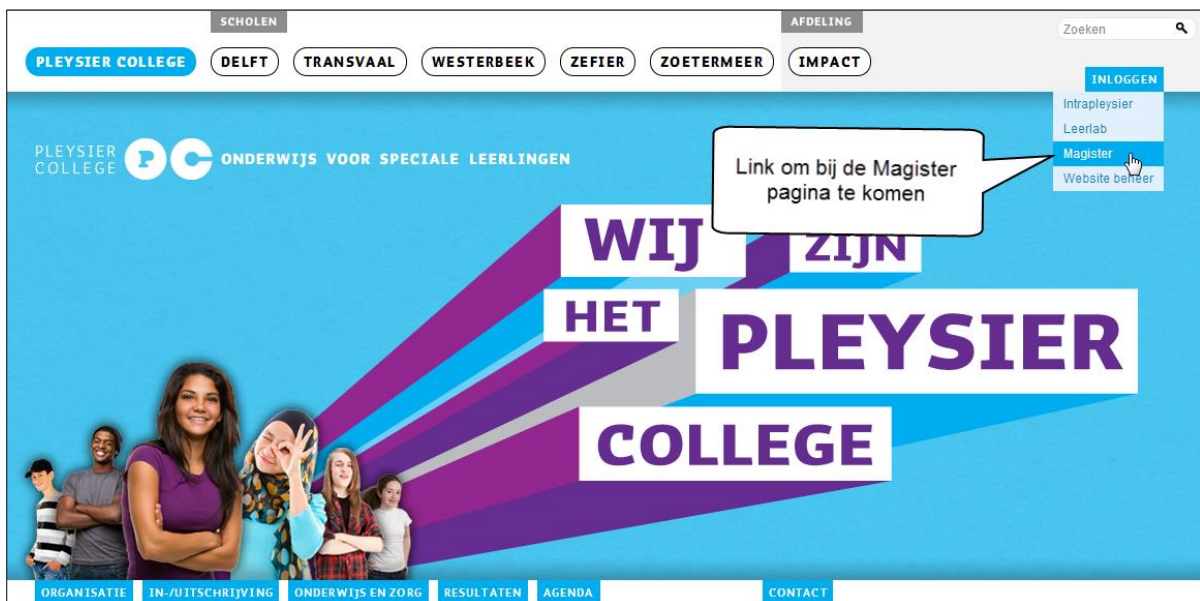 SCHOLEN
AFDELING
Zoeken
PLEYSIER COLLEGE
DELFT
TRANSVAAL
WESTERBEEK
ZEFIER
ZOETERMEER
IMPACT
INLOGGEN
Intrapleysier
Leerlab
Magister
Website beheer
Link om bij de Magister
pagina te komen
PLEYSIER
COLLEGE
PC
ONDERWIJS VOOR SPECIALE LEERLINGEN
WIJ ZIJN
HET PLEYSIER
COLLEGE
ORGANISATIE
IN-/UITSCHRIJVING
ONDERWIJS EN ZORG
RESULTATEN
AGENDA
CONTACT